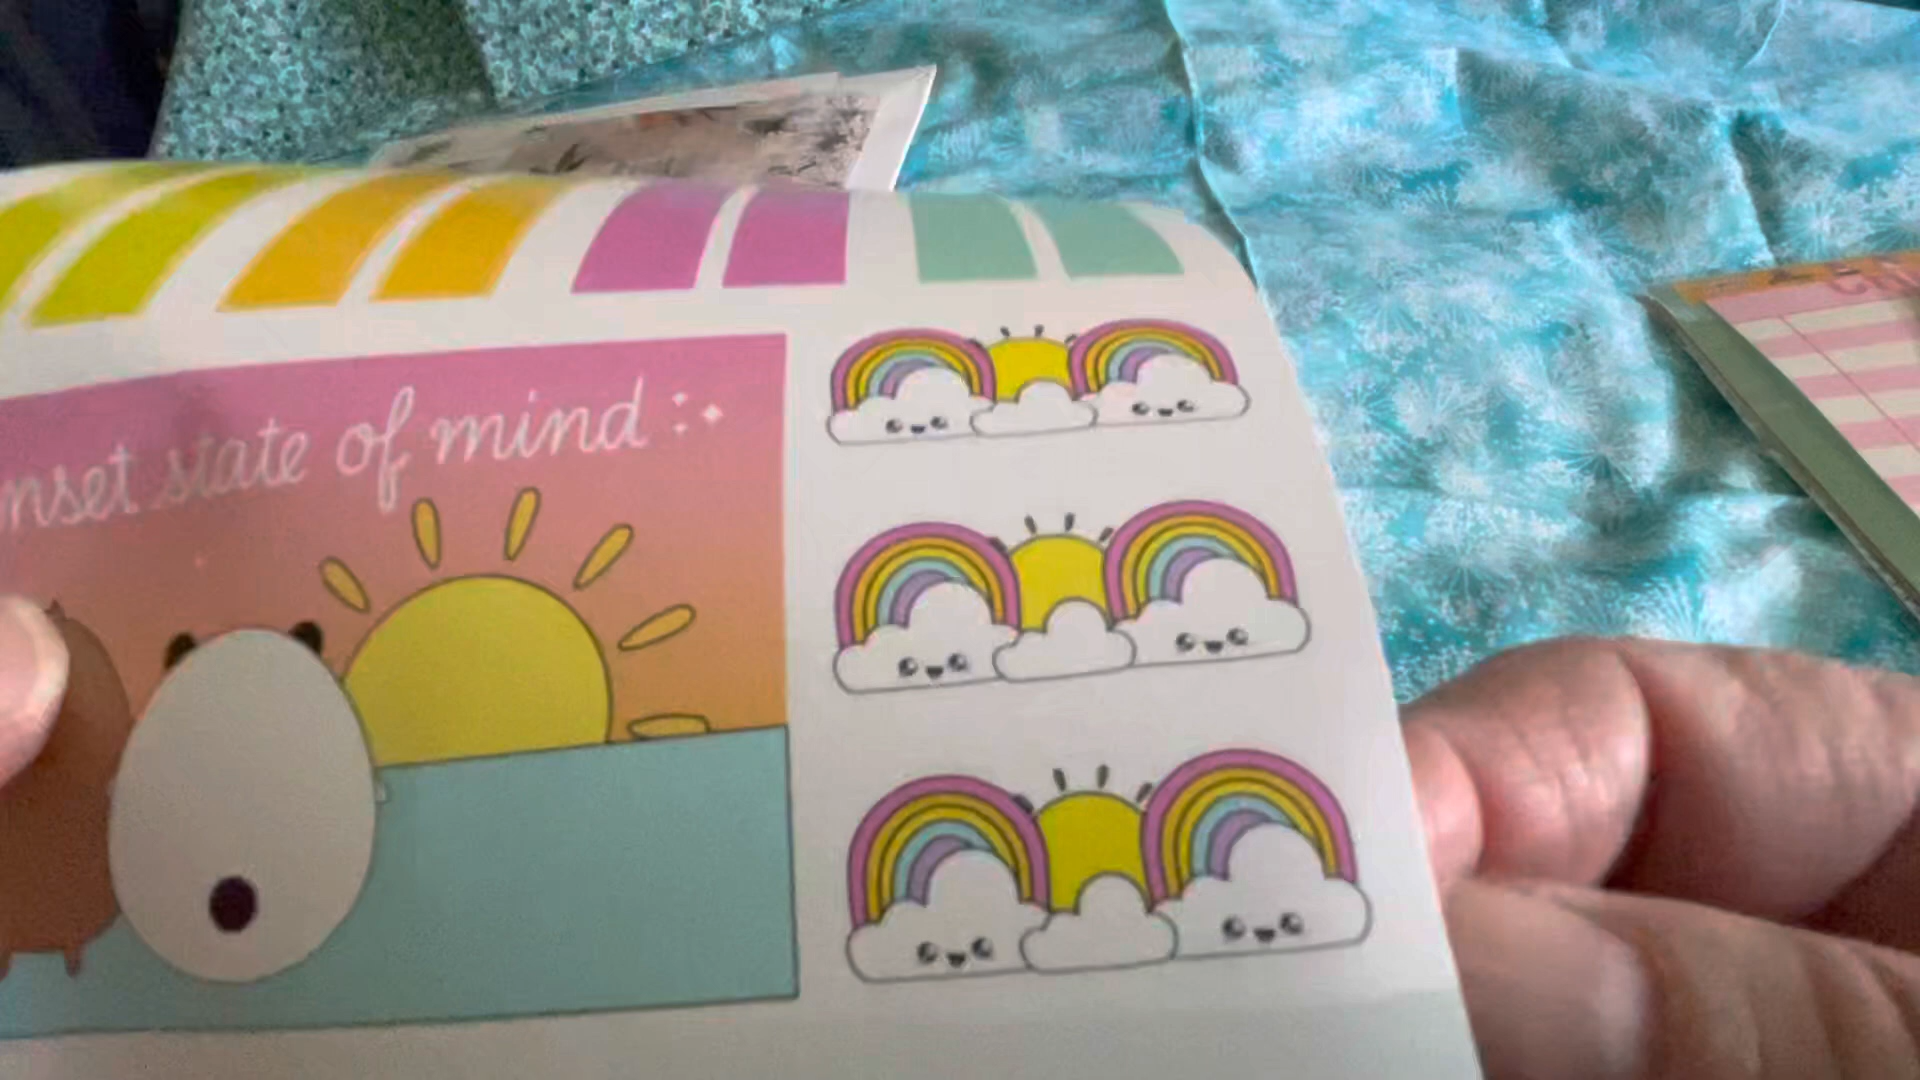 nset state of mind